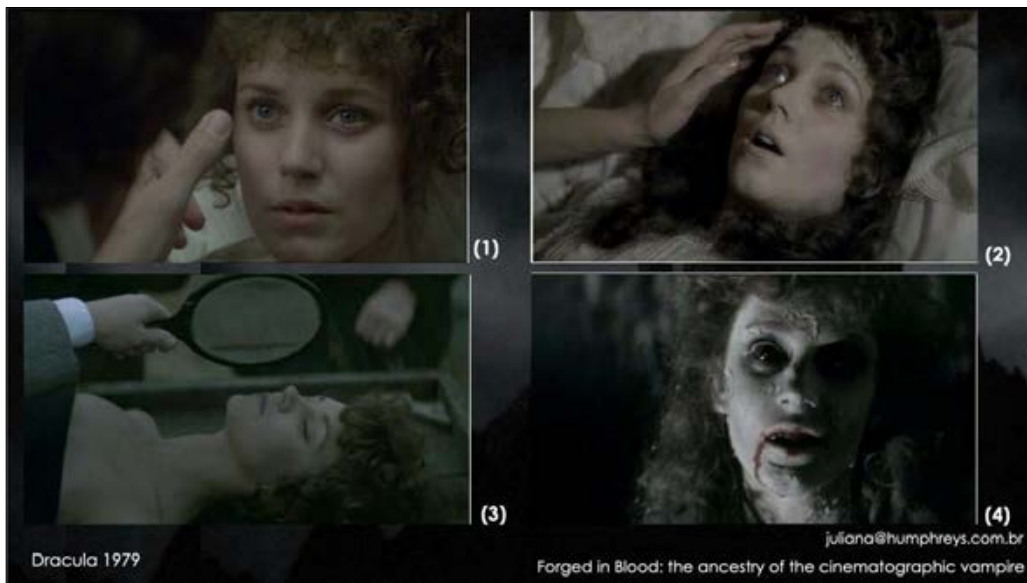 (1)
(2)
(3)
(4)
juliana@humphreys.com.br
Dracula 1979
Forged in Blood: the ancestry of the cinematographic vampire